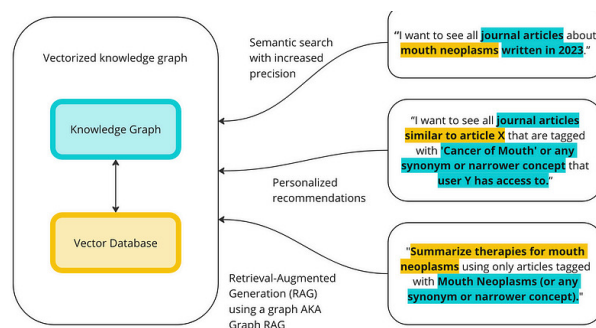 Vectorized knowledge graph
Knowledge Graph
Vector Database
Semantic search
with increased
precision
Personalized
recommendations
Retrieval-Augmented
Generation (RAG)
using a graph AKA
Graph RAG
“I want to see all journal articles about
mouth neoplasms written in 2023.”
“I want to see all journal articles
similar to article X that are tagged
with ‘Cancer of Mouth’ or any
synonym or narrower concept that
user Y has access to.”
"Summarize therapies for mouth
neoplasms using only articles tagged
with Mouth Neoplasms (or any
synonym or narrower concept)."